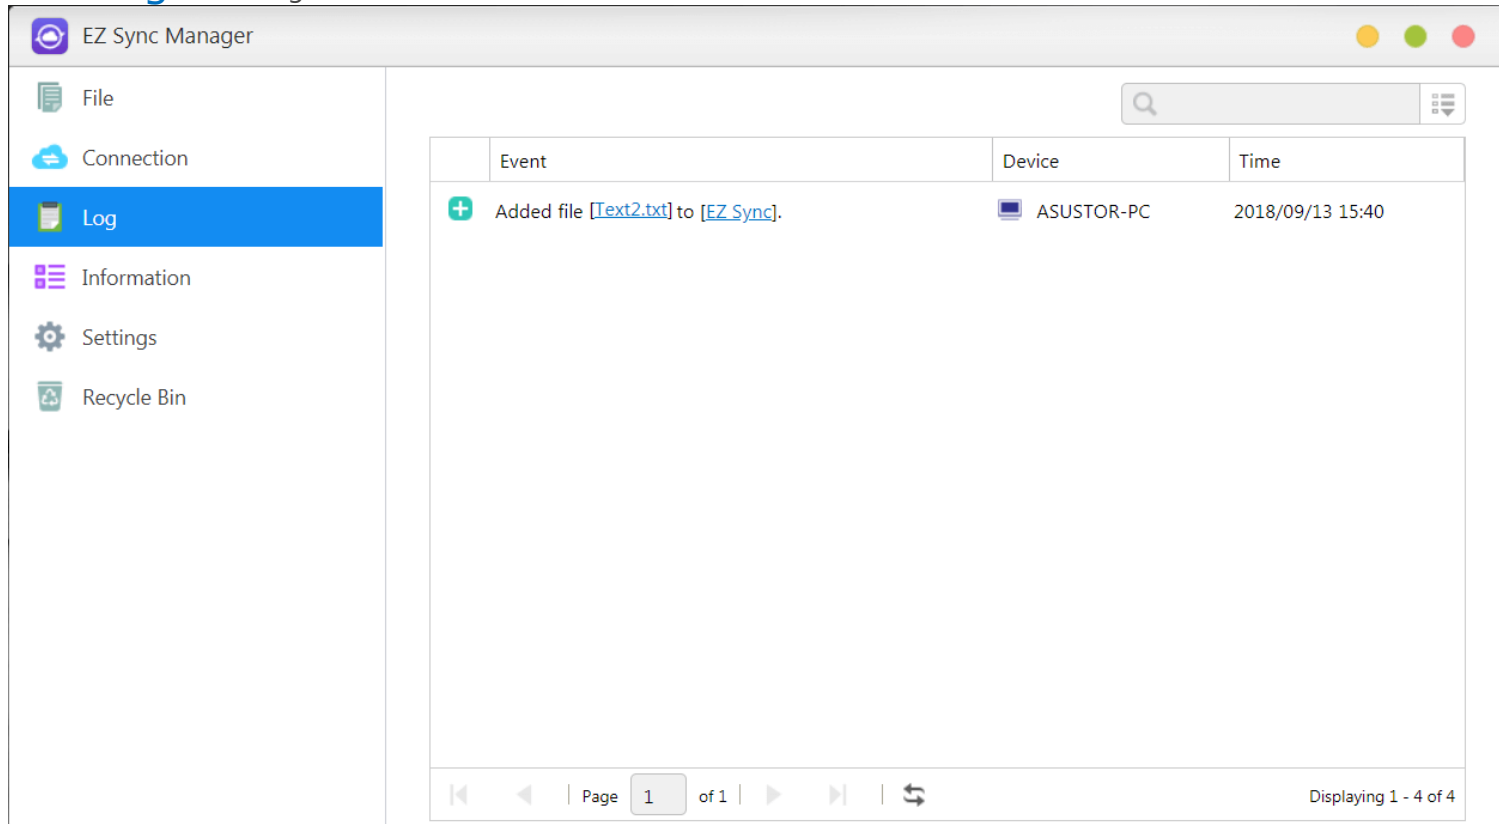 EZ Sync Manager
File
Connection
Log
Information
Settings
Recycle Bin
Event Device Time
Added file [Text2.txt] to [EZ Sync]. ASUSTOR-PC 2018/09/13 15:40
Page 1 of 1 Displaying 1 - 4 of 4